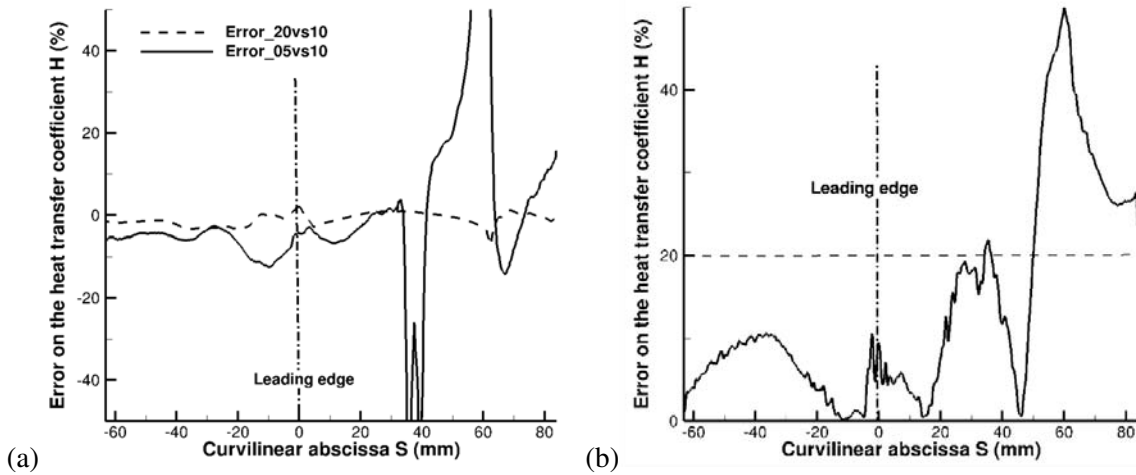 (a)
Error on the heat transfer coefficient H (%)
40
20
0
-20
-40
Error_20vs10
Error_05vs10
Leading edge
-60 -40 -20 0 20 40 60 80
Curvilinear abscissa S (mm)
(b)
Error on the heat transfer coefficient H (%)
40
20
0
Leading edge
-60 -40 -20 0 20 40 60 80
Curvilinear abscissa S (mm)